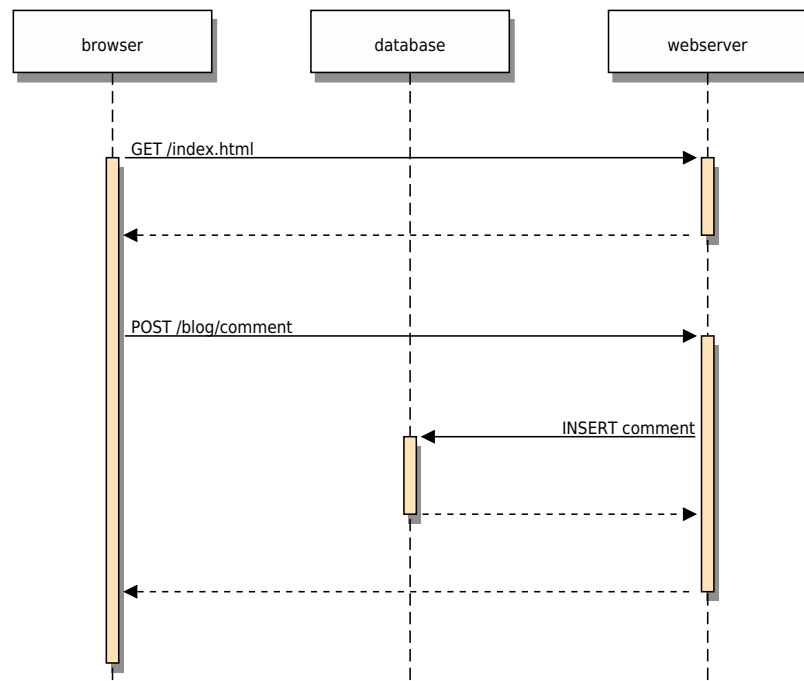 browser
database
webserver
GET /index.html
POST /blog/comment
INSERT comment